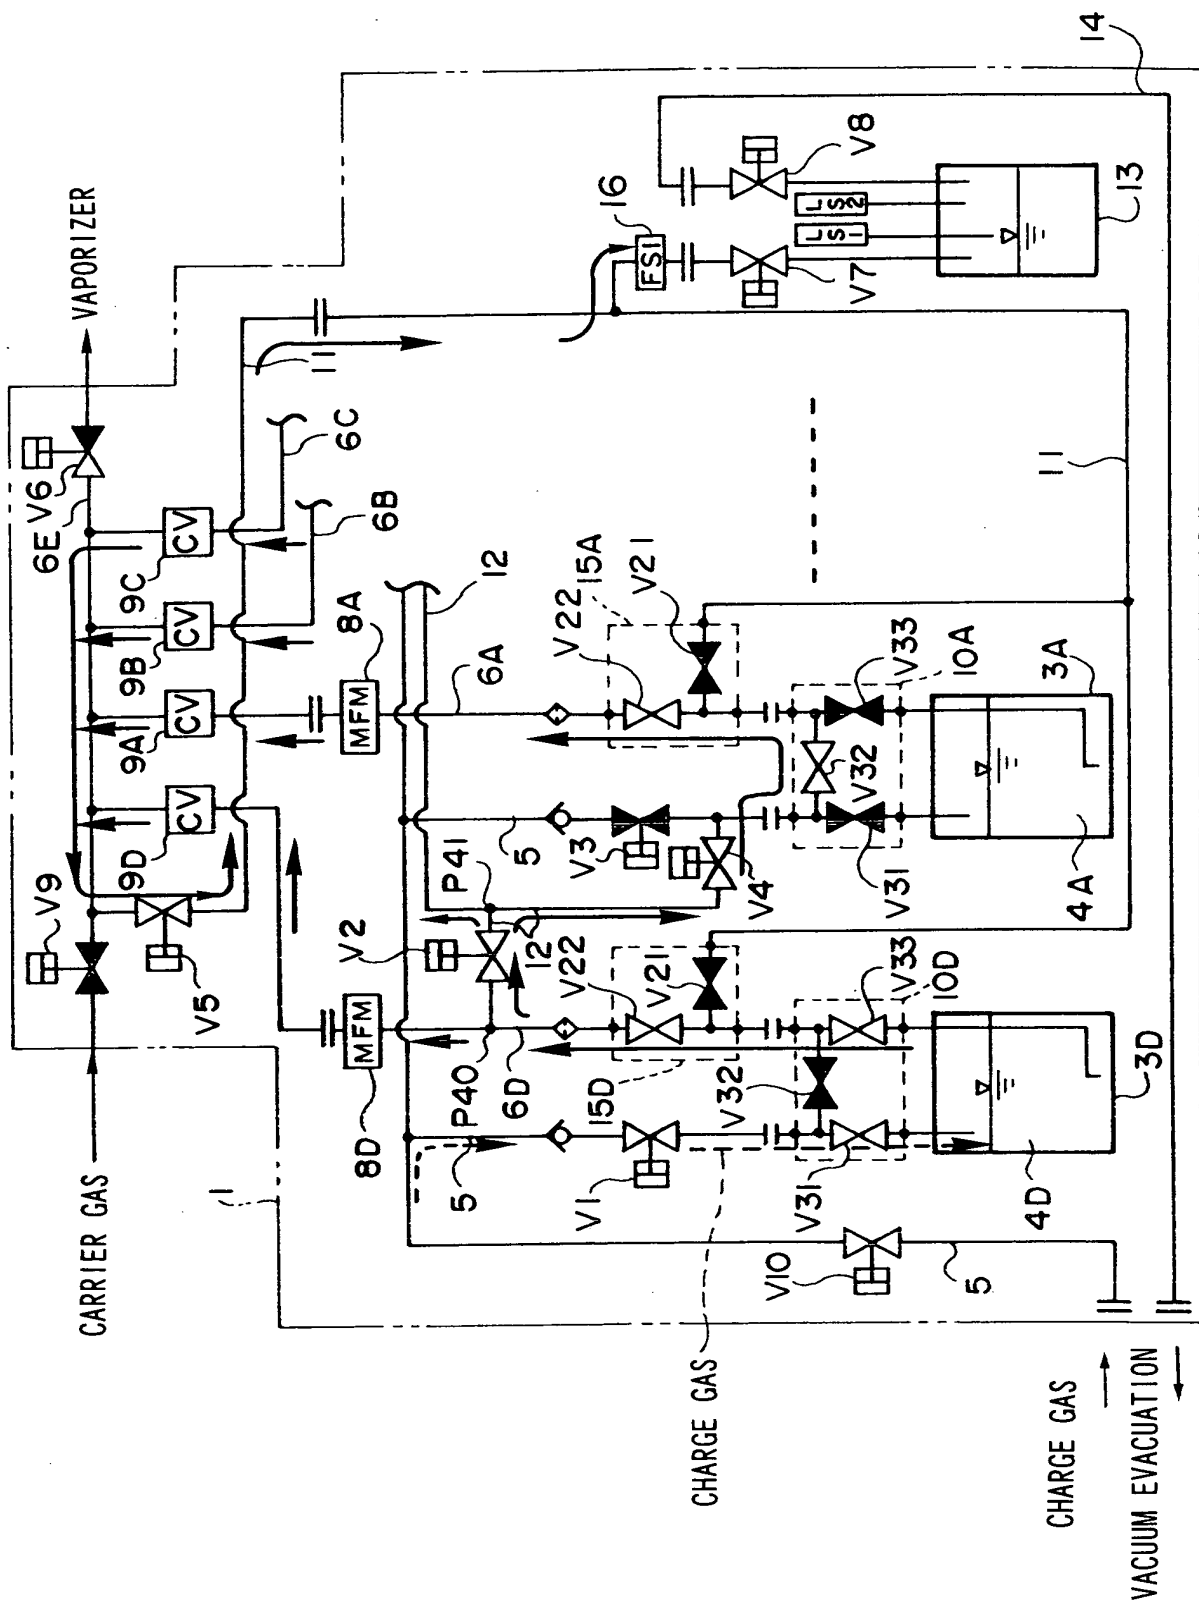 CARRIER GAS
VAPORIZER
1
V9
V5
9D
9A
9B
9C
6E
V6
CV
CV
CV
CV
11
6C
6B
14
8D
MFM
8A
MFM
V2
P41
P40
12
12
6D
6A
5
5
V1
V3
V4
15D
V22
V21
15A
V22
V21
16
FS1
V7
V8
LS1
LS2
13
11
V32
V33
10D
V31
V32
V33
10A
V31
4D
3D
4A
3A
V10
5
CHARGE GAS
CHARGE GAS
VACUUM EVACUATION